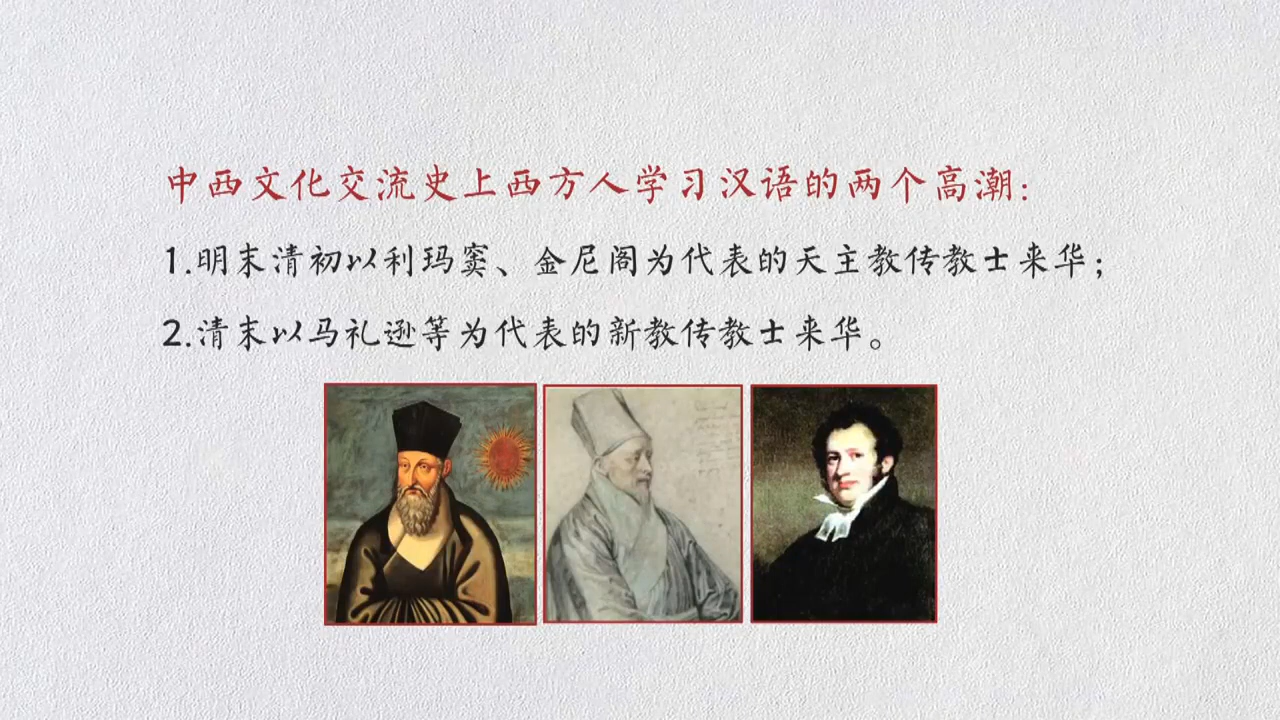 中西文化交流史上西方人学习汉语的两个高潮:
1.明末清初以利玛窦、金尼阁为代表的天主教传教士来华;
2.清末以马礼逊等为代表的新教传教士来华。